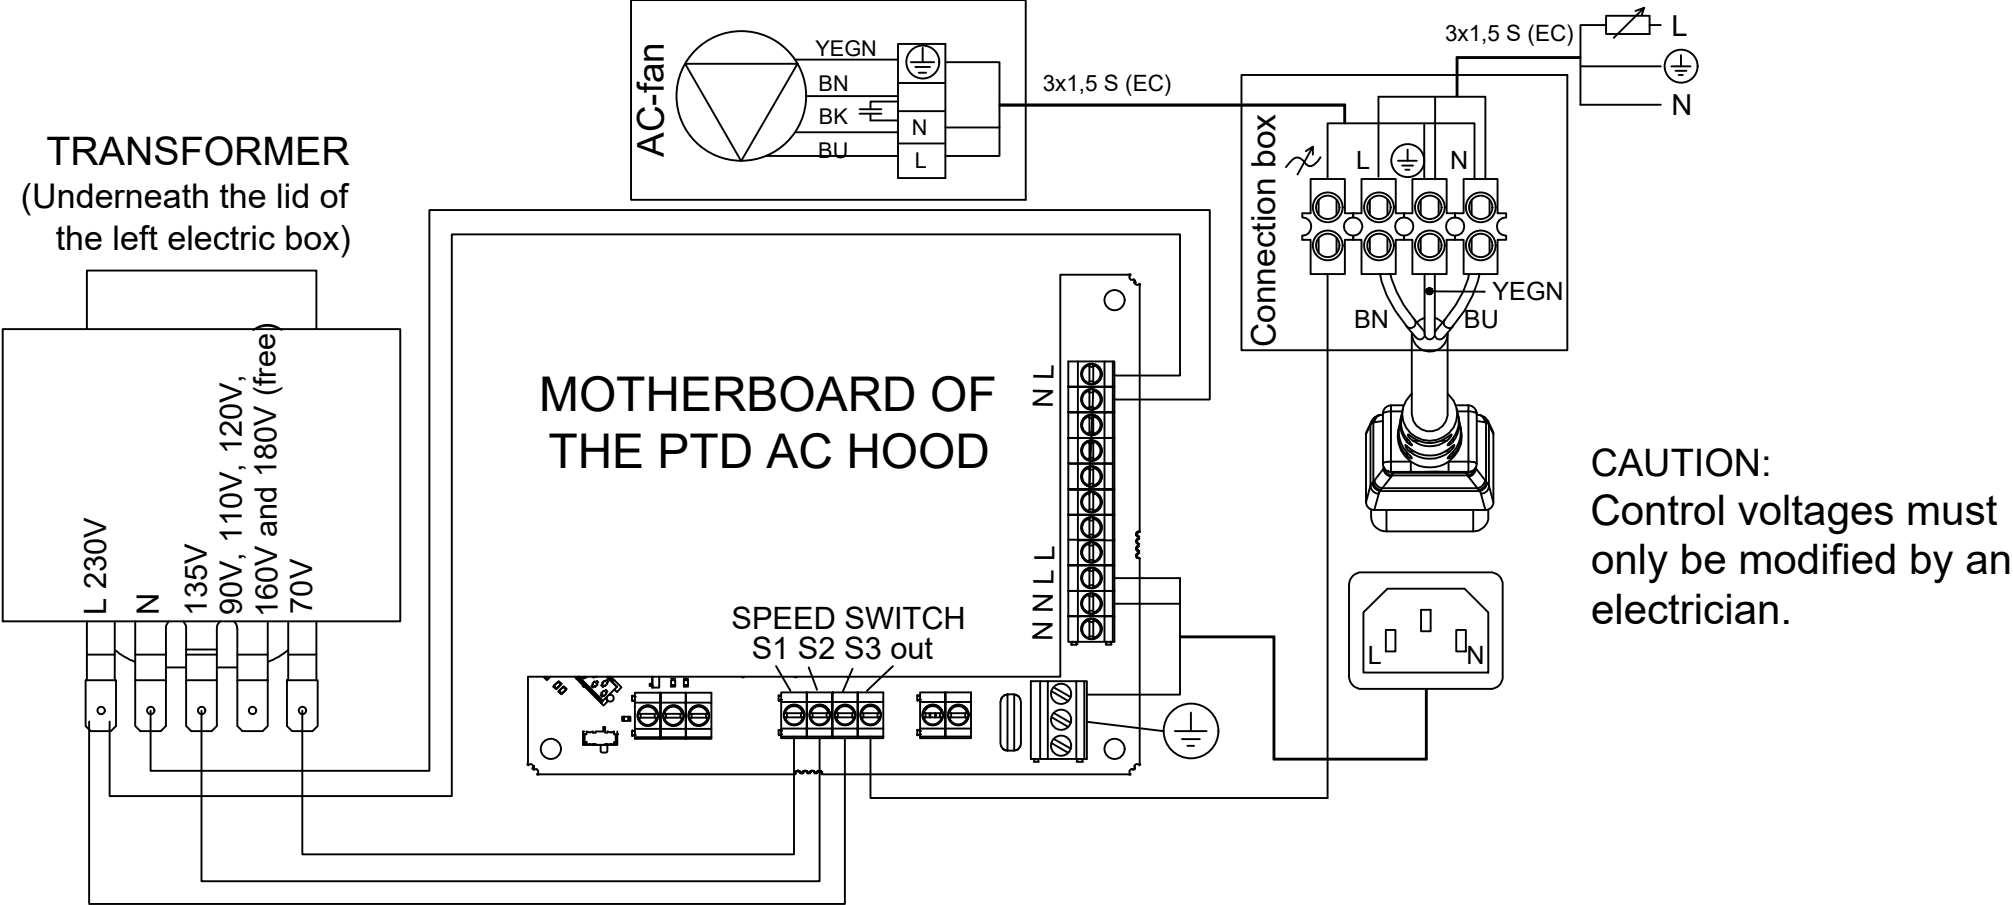 TRANSFORMER
(Underneath the lid of
the left electric box)
L 230V
N
135V
90V, 110V, 120V,
160V and 180V (free)
70V
AC-fan
YEGN
BN
BK
BU
N
L
3x1,5 S (EC)
3x1,5 S (EC)
L
N
Connection box
L
N
YEGN
BN
BU
MOTHERBOARD OF
THE PTD AC HOOD
N L
N N L L
SPEED SWITCH
S1 S2 S3 out
L
N
CAUTION:
Control voltages must
only be modified by an
electrician.